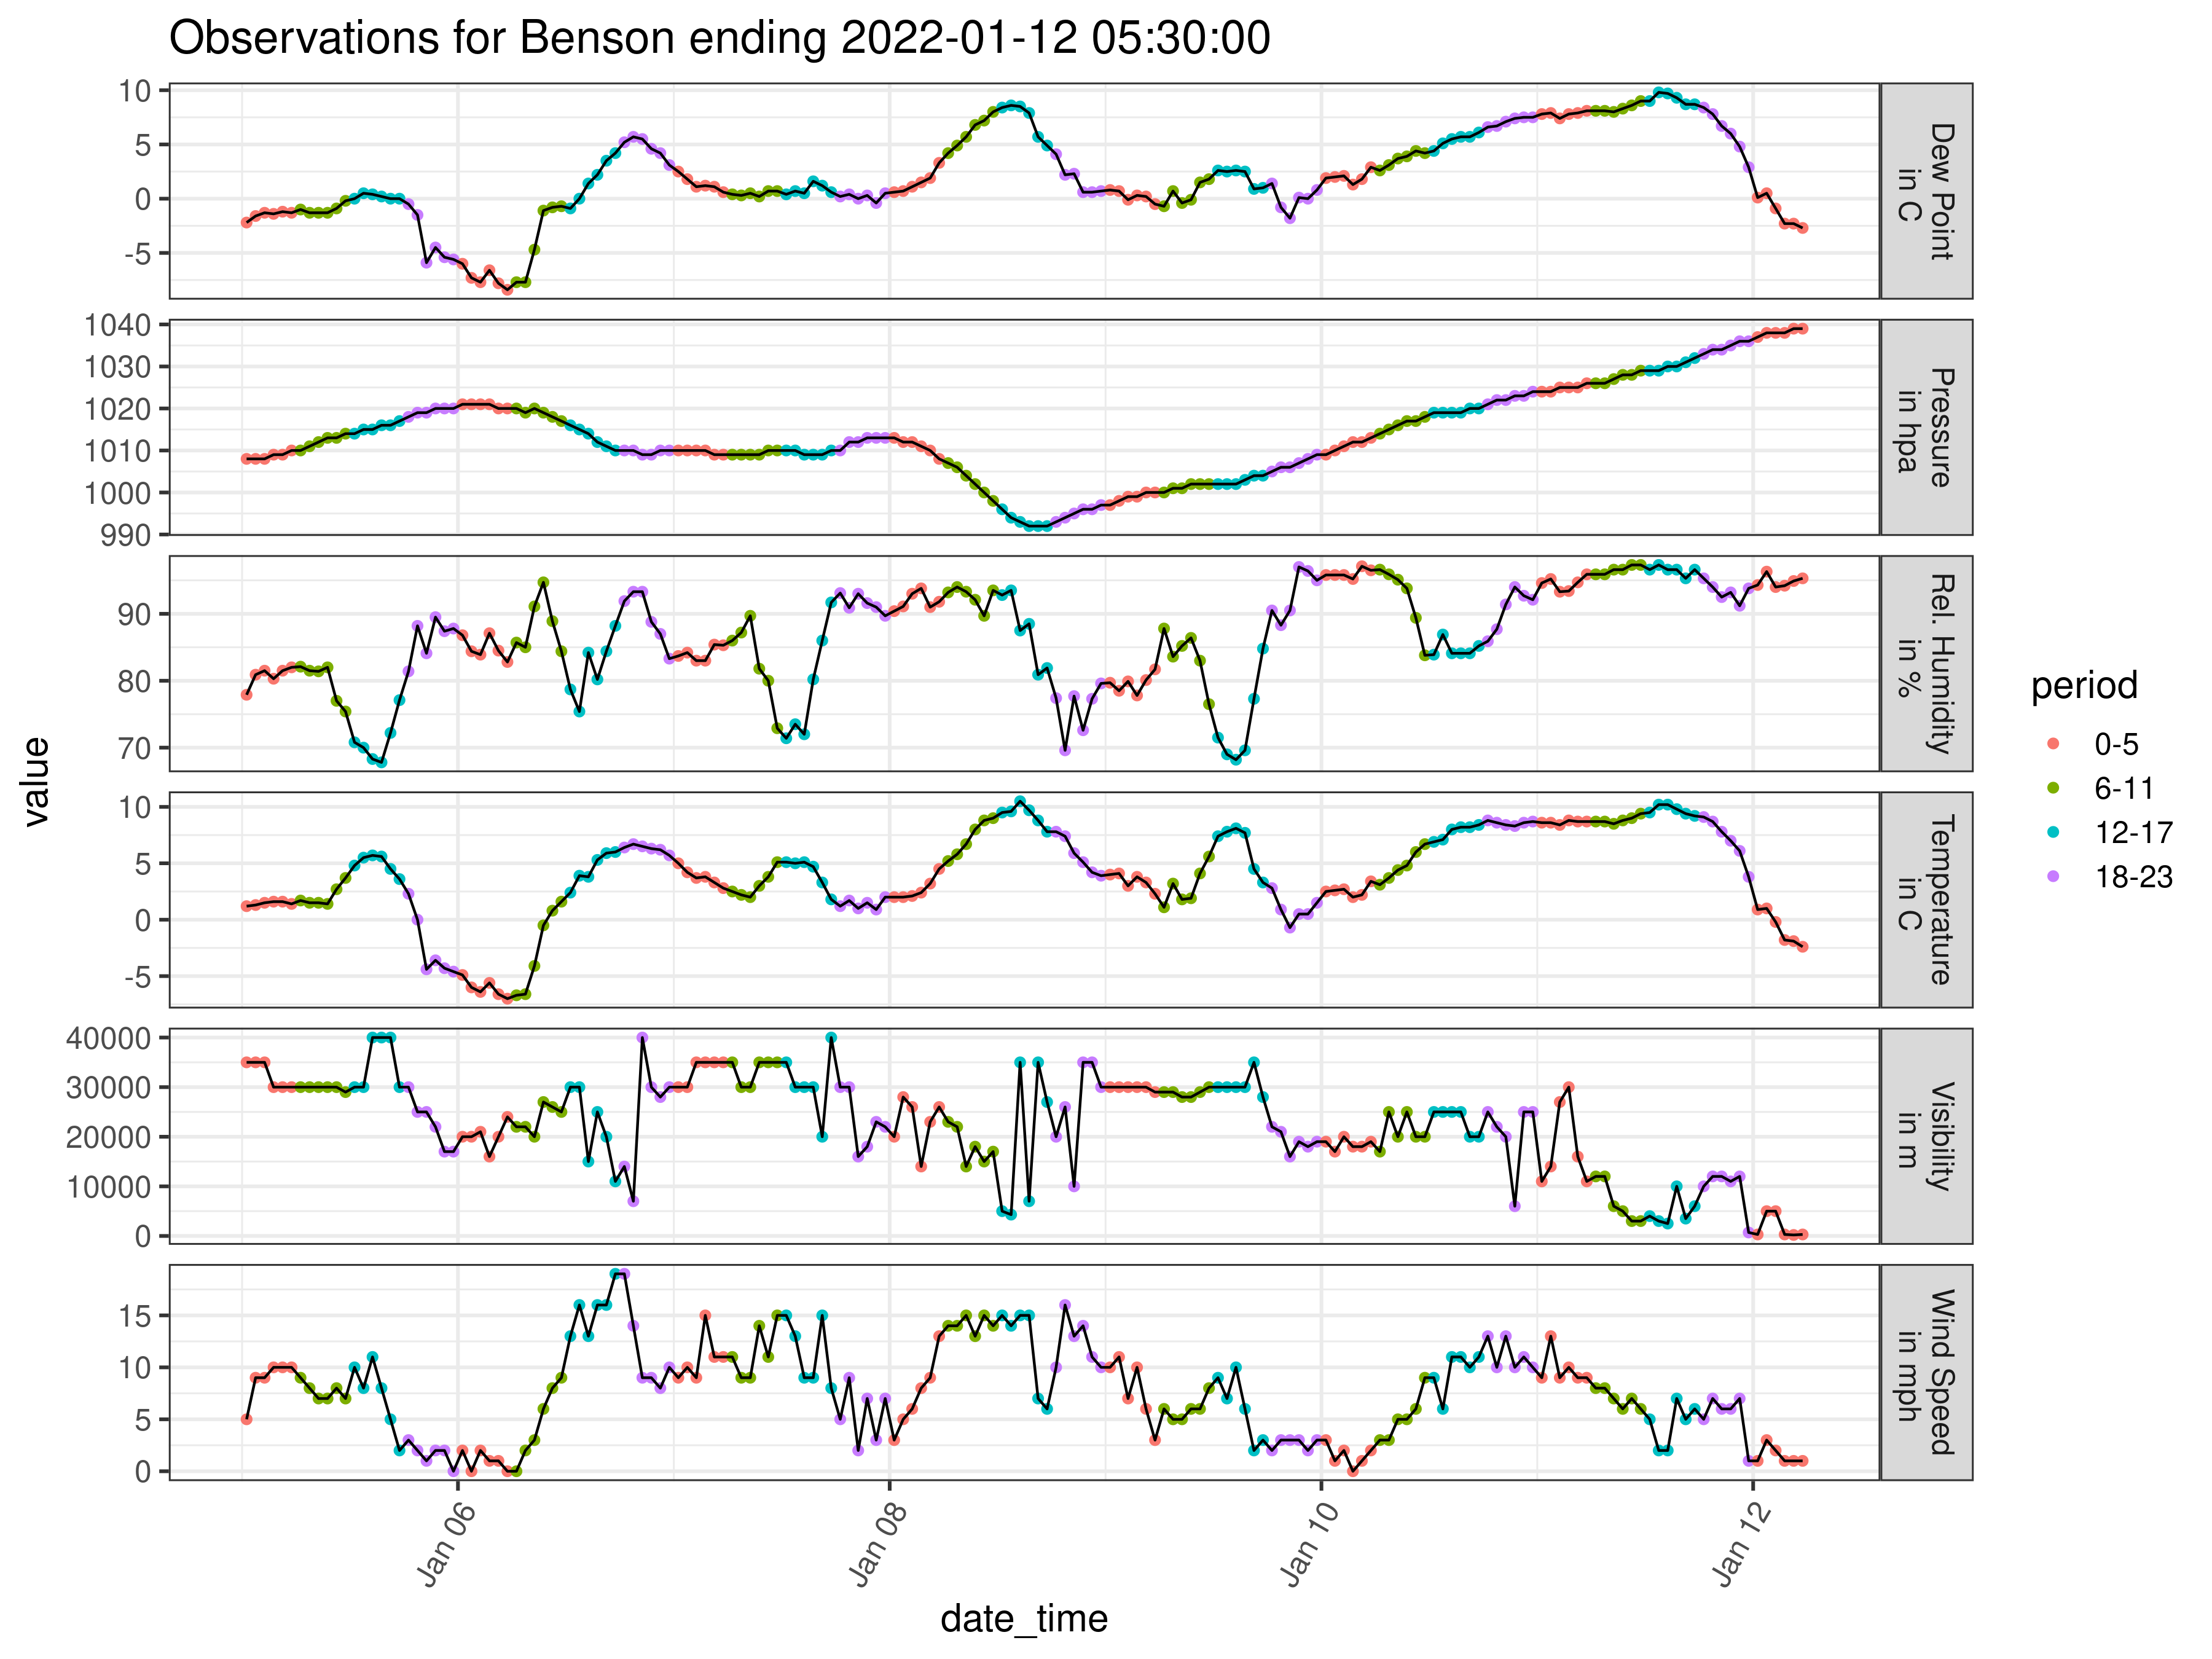 Observations for Benson ending 2022-01-12 05:30:00
10
5
0
-5
Dew Point
in C
1040
1030
1020
1010
1000
990
Pressure
in hpa
90
80
70
Rel. Humidity
in %
10
5
0
-5
Temperature
in C
40000
30000
20000
10000
0
Visibility
in m
15
10
5
0
Wind Speed
in mph
value
Jan 06
Jan 08
Jan 10
Jan 12
date_time
period
0-5
6-11
12-17
18-23